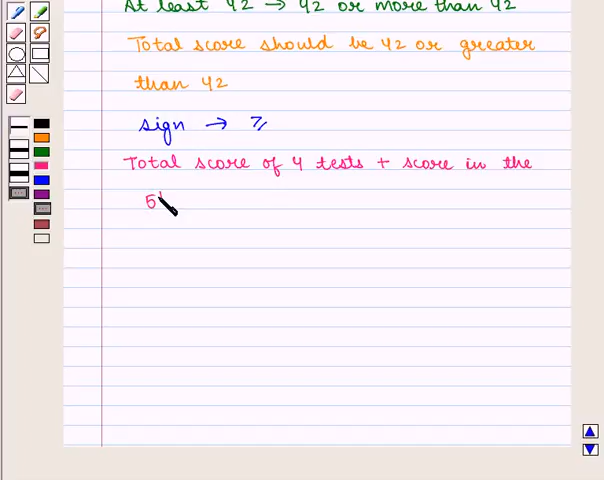 At least 42 → 42 or more than 42
Total score should be 42 or greater
than 42
sign → ≥
Total score of 4 tests + score in the
5